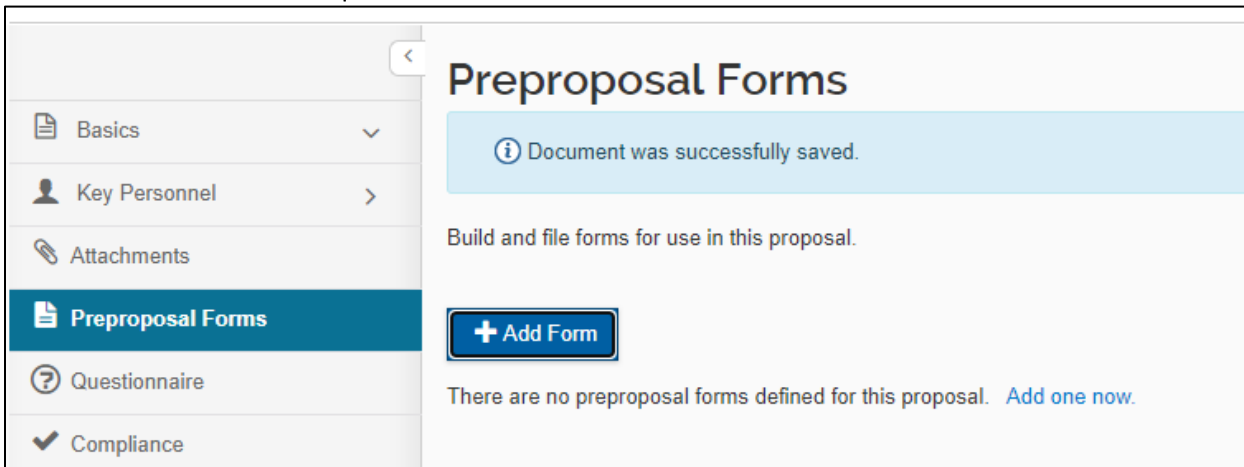 Basics
Key Personnel
Attachments
Preproposal Forms
Questionnaire
Compliance
Preproposal Forms
Document was successfully saved.
Build and file forms for use in this proposal.
Add Form
There are no preproposal forms defined for this proposal. Add one now.